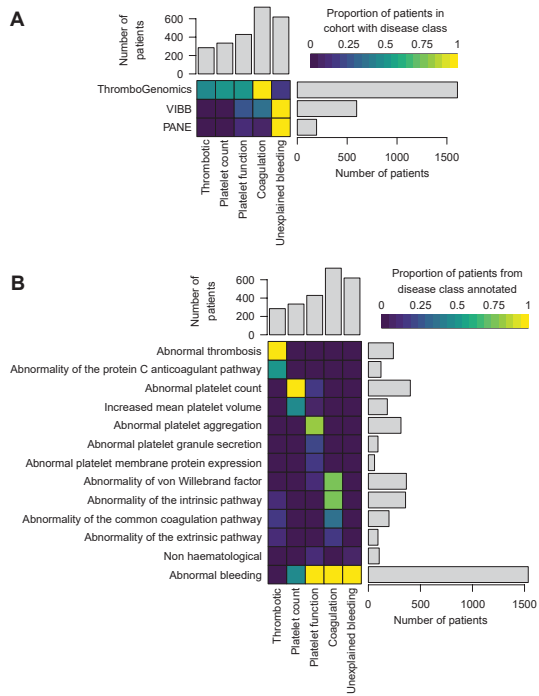 A
Number of
patients
600
400
200
0
Proportion of patients in
cohort with disease class
0 0.25 0.5 0.75 1
ThromboGenomics
VIBB
PANE
Thrombotic
Platelet count
Platelet function
Coagulation
Unexplained bleeding
0 500 1000 1500
Number of patients
B
Number of
patients
600
400
200
0
Proportion of patients from
disease class annotated
0 0.25 0.5 0.75 1
Abnormal thrombosis
Abnormality of the protein C anticoagulant pathway
Abnormal platelet count
Increased mean platelet volume
Abnormal platelet aggregation
Abnormal platelet granule secretion
Abnormal platelet membrane protein expression
Abnormality of von Willebrand factor
Abnormality of the intrinsic pathway
Abnormality of the common coagulation pathway
Abnormality of the extrinsic pathway
Non haematological
Abnormal bleeding
Thrombotic
Platelet count
Platelet function
Coagulation
Unexplained bleeding
0 500 1000 1500
Number of patients